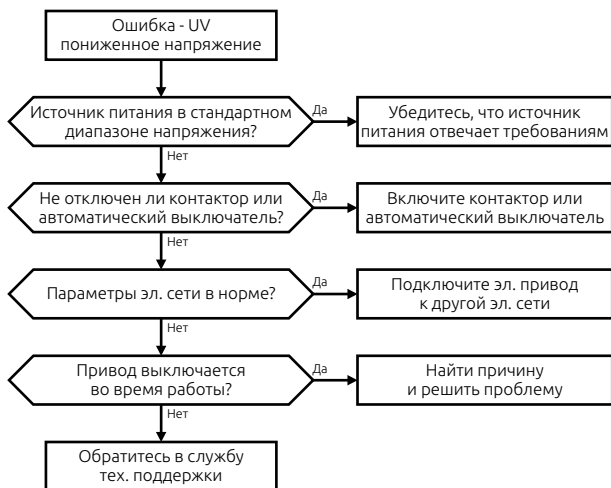 Ошибка - UV
пониженное напряжение
Источник питания в стандартном
диапазоне напряжения?
Да
Убедитесь, что источник
питания отвечает требованиям
Нет
Не отключен ли контактор или
автоматический выключатель?
Да
Включите контактор или
автоматический выключатель
Нет
Параметры эл. сети в норме?
Да
Подключите эл. привод
к другой эл. сети
Нет
Привод выключается
во время работы?
Да
Найти причину
и решить проблему
Нет
Обратитесь в службу
тех. поддержки